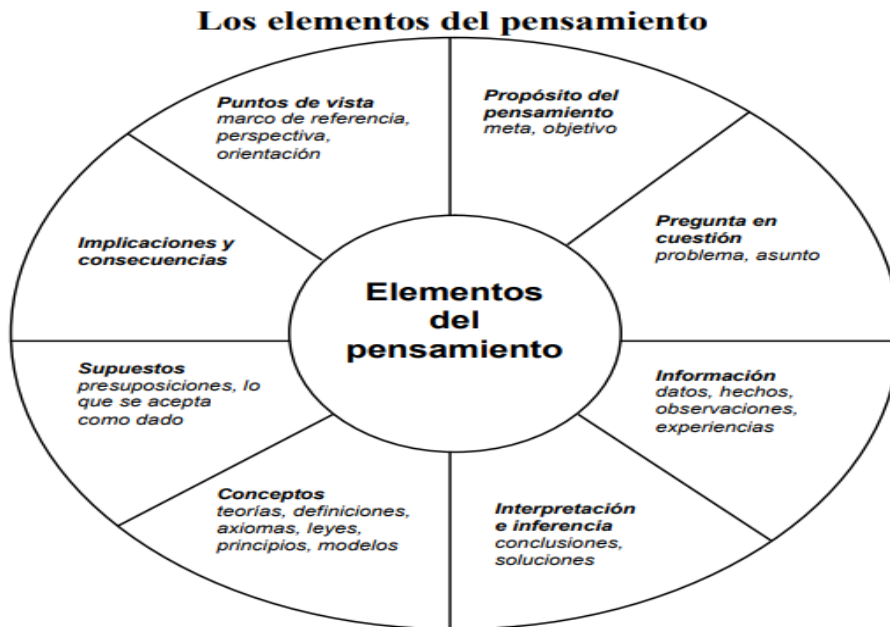 Los elementos del pensamiento
Puntos de vista
marco de referencia,
perspectiva,
orientación
Propósito del
pensamiento
meta, objetivo
Pregunta en
cuestión
problema, asunto
Información
datos, hechos,
observaciones,
experiencias
Interpretación
e inferencia
conclusiones,
soluciones
Conceptos
teorías, definiciones,
axiomas, leyes,
principios, modelos
Supuestos
presuposiciones, lo
que se acepta
como dado
Implicaciones y
consecuencias
Elementos
del
pensamiento